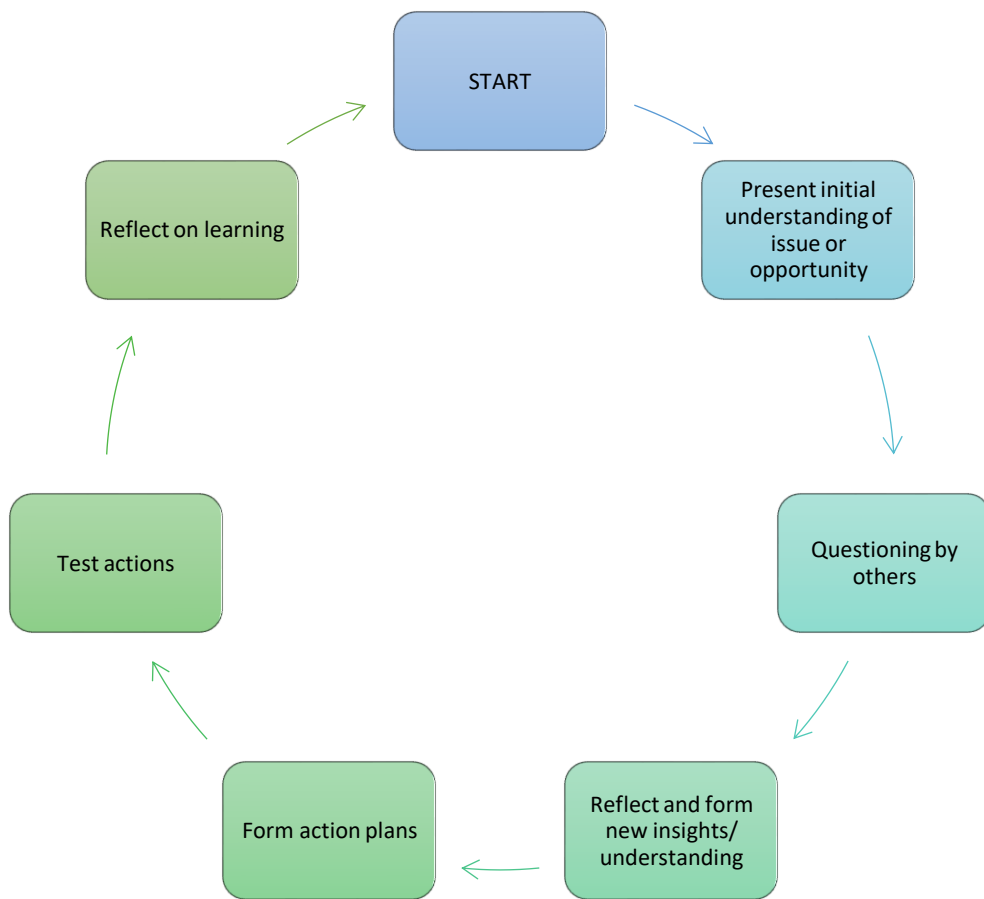 START
Present initial
understanding of
issue or
opportunity
Questioning by
others
Reflect and form
new insights/
understanding
Form action plans
Test actions
Reflect on learning